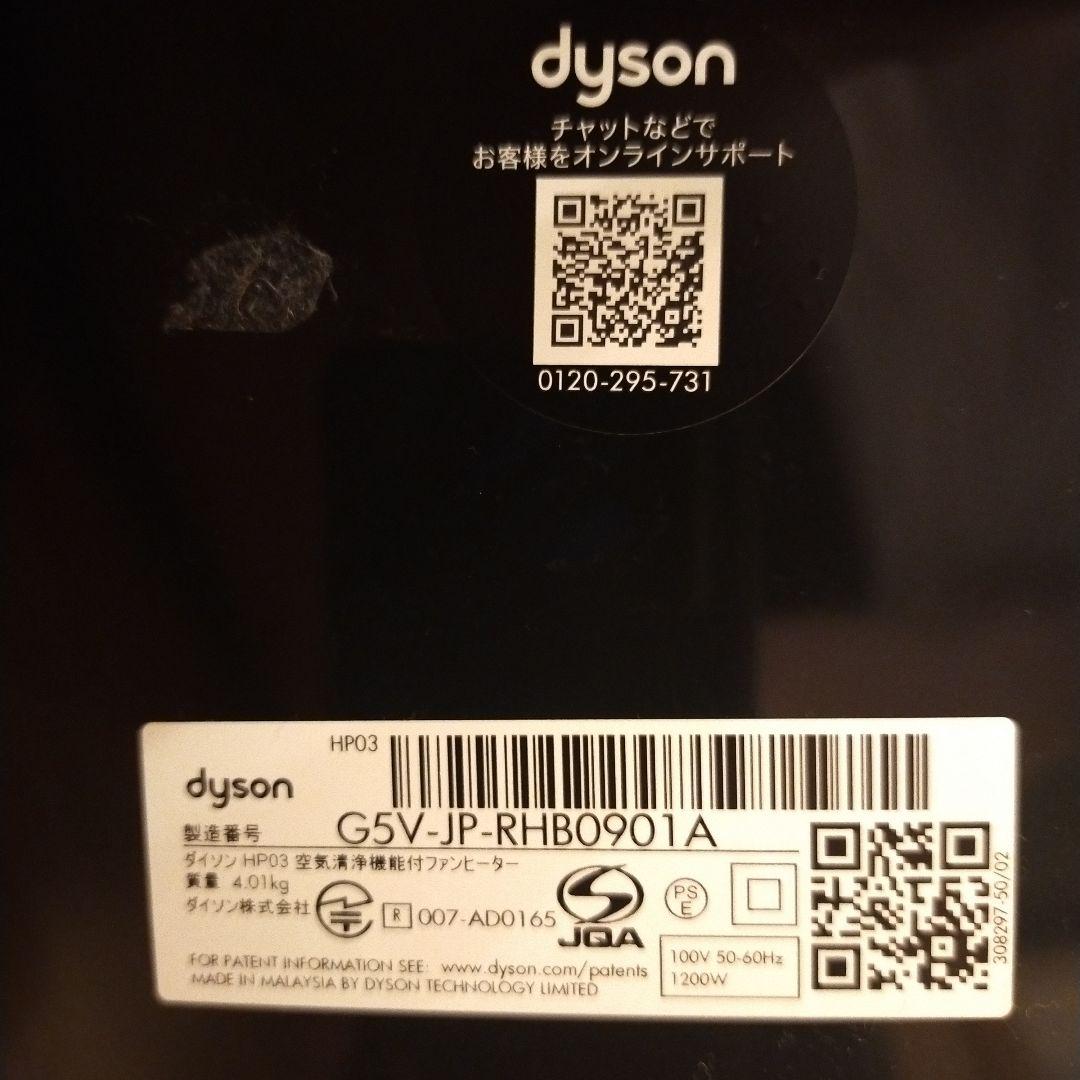 dyson
チャットなどで
お客様をオンラインサポート
0120-295-731
HP03
dyson
製造番号 G5V-JP-RHB0901A
ダイソン HP03 空気清浄機能付ファンヒーター
質量 4.01kg
ダイソン株式会社
R 007-AD0165
JQA
PS
E
100V 50-60Hz
1200W
FOR PATENT INFORMATION SEE: www.dyson.com/patents
MADE IN MALAYSIA BY DYSON TECHNOLOGY LIMITED
308297-50/02